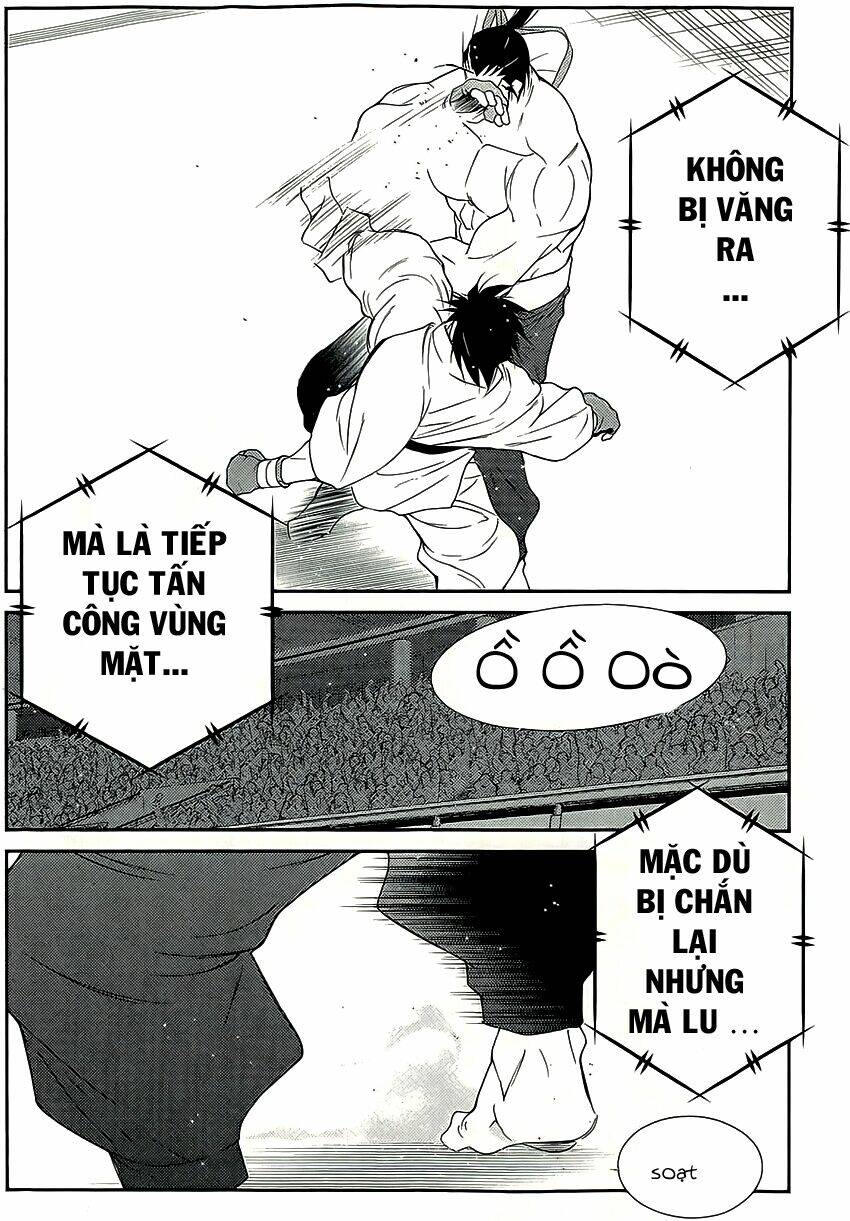 KHÔNG
BỊ VĂNG
RA
...
MÀ LÀ TIẾP
TỤC TẤN
CÔNG VÙNG
MẶT...
Ồ Ồ Oò
MẶC DÙ
BỊ CHẮN
LẠI
NHƯNG
MÀ LU ...
soạt